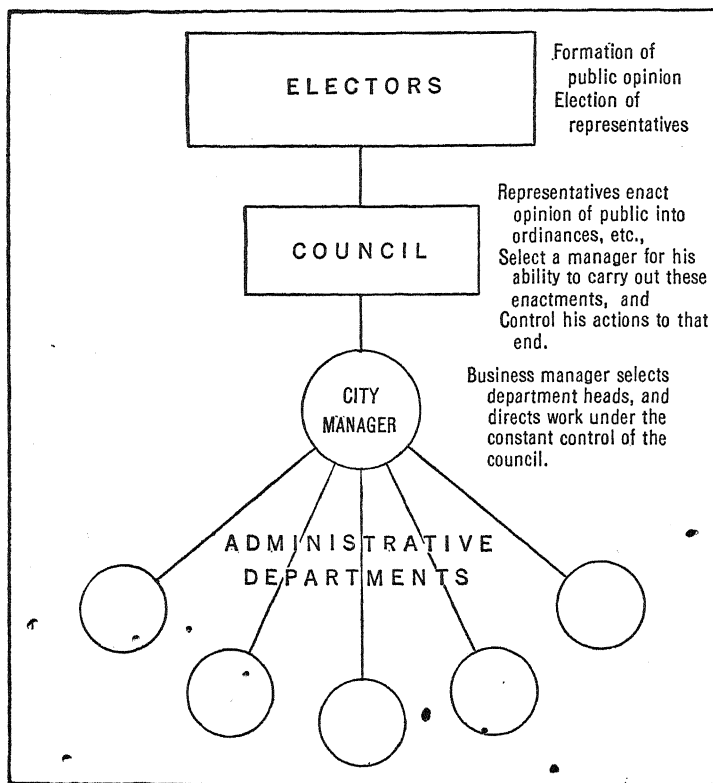 ELECTORS
Formation of
public opinion
Election of
representatives
COUNCIL
Representatives enact
opinion of public into
ordinances, etc.,
Select a manager for his
ability to carry out these
enactments, and
Control his actions to that
end.
CITY
MANAGER
Business manager selects
department heads, and
directs work under the
constant control of the
council.
ADMINISTRATIVE
DEPARTMENTS